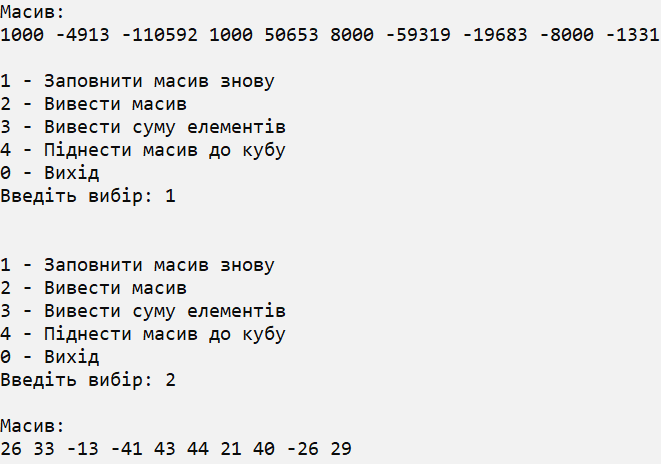 Масив:
1000 -4913 -110592 1000 50653 8000 -59319 -19683 -8000 -1331
1 - Заповнити масив знову
2 - Вивести масив
3 - Вивести суму елементів
4 - Піднести масив до кубу
0 - Вихід
Введіть вибір: 1
1 - Заповнити масив знову
2 - Вивести масив
3 - Вивести суму елементів
4 - Піднести масив до кубу
0 - Вихід
Введіть вибір: 2
Масив:
26 33 -13 -41 43 44 21 40 -26 29